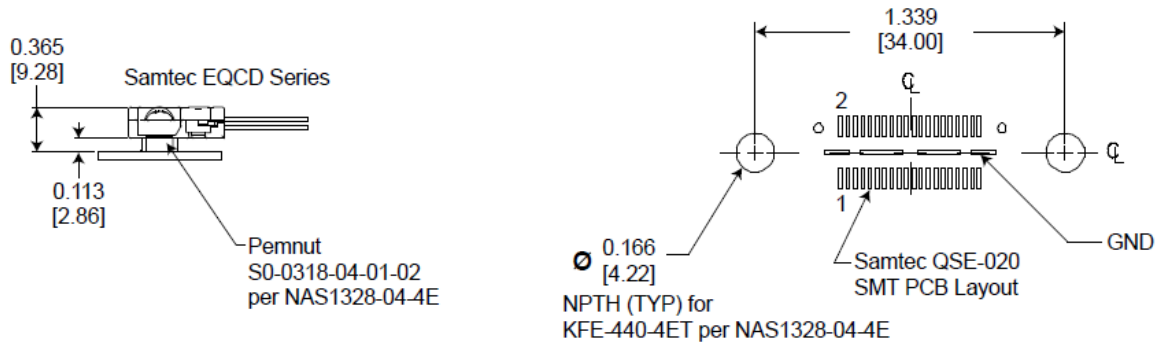 0.365
[9.28]
Samtec EQCD Series
0.113
[2.86]
Pemnut
S0-0318-04-01-02
per NAS1328-04-4E
1.339
[34.00]
℄
2
℄
1
GND
Ø 0.166
[4.22]
NPTH (TYP) for
KFE-440-4ET per NAS1328-04-4E
Samtec QSE-020
SMT PCB Layout